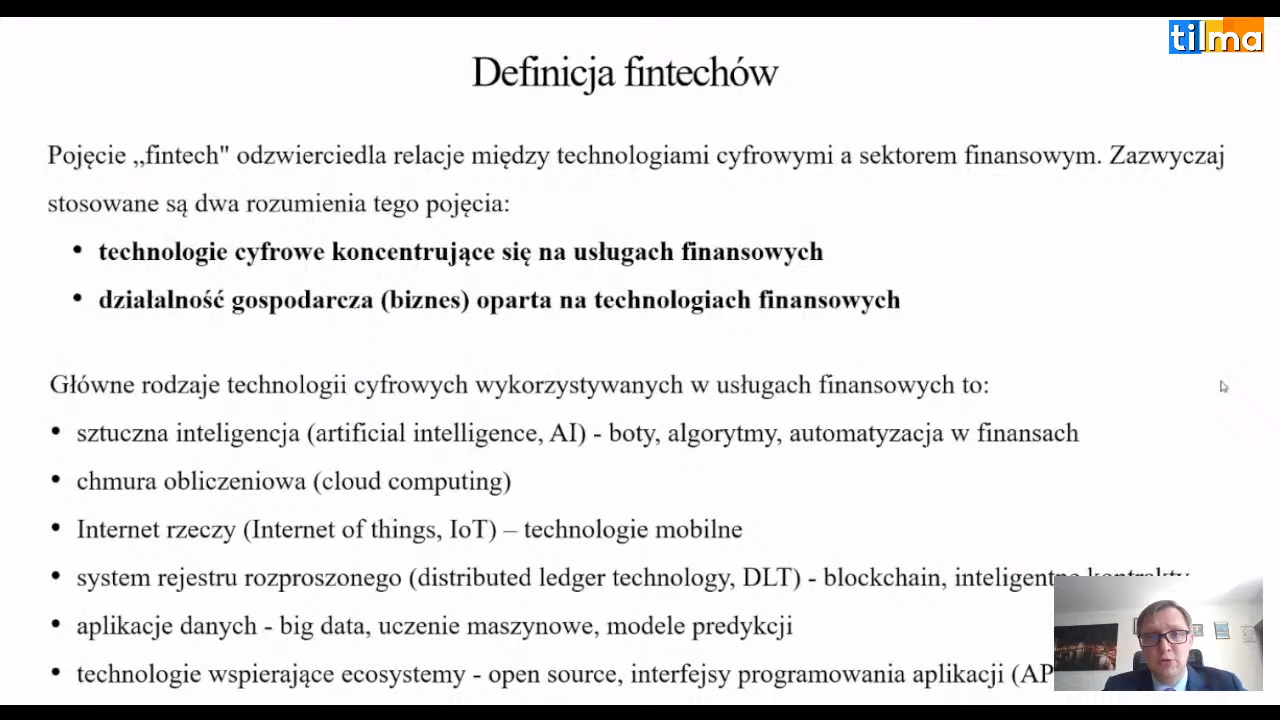 tilma
Definicja fintechów
Pojęcie „fintech" odzwierciedla relacje między technologiami cyfrowymi a sektorem finansowym. Zazwyczaj
stosowane są dwa rozumienia tego pojęcia:
• technologie cyfrowe koncentrujące się na usługach finansowych
• działalność gospodarcza (biznes) oparta na technologiach finansowych
Główne rodzaje technologii cyfrowych wykorzystywanych w usługach finansowych to:
• sztuczna inteligencja (artificial intelligence, AI) - boty, algorytmy, automatyzacja w finansach
• chmura obliczeniowa (cloud computing)
• Internet rzeczy (Internet of things, IoT) – technologie mobilne
• system rejestru rozproszonego (distributed ledger technology, DLT) - blockchain, inteligentne kontrakty
• aplikacje danych - big data, uczenie maszynowe, modele predykcji
• technologie wspierające ecosystemy - open source, interfejsy programowania aplikacji (AP